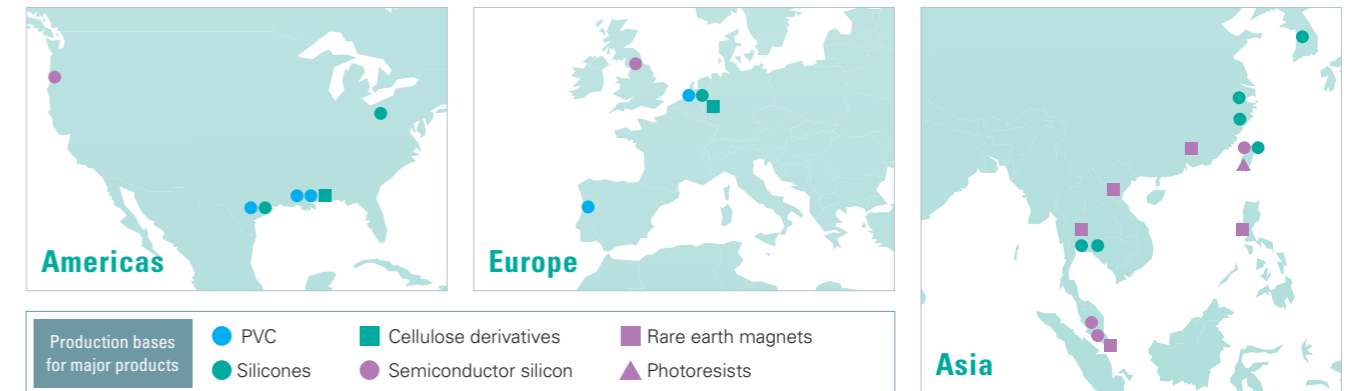 Americas
Europe
Asia
Production bases
for major products
PVC
Cellulose derivatives
Rare earth magnets
Silicones
Semiconductor silicon
Photoresists